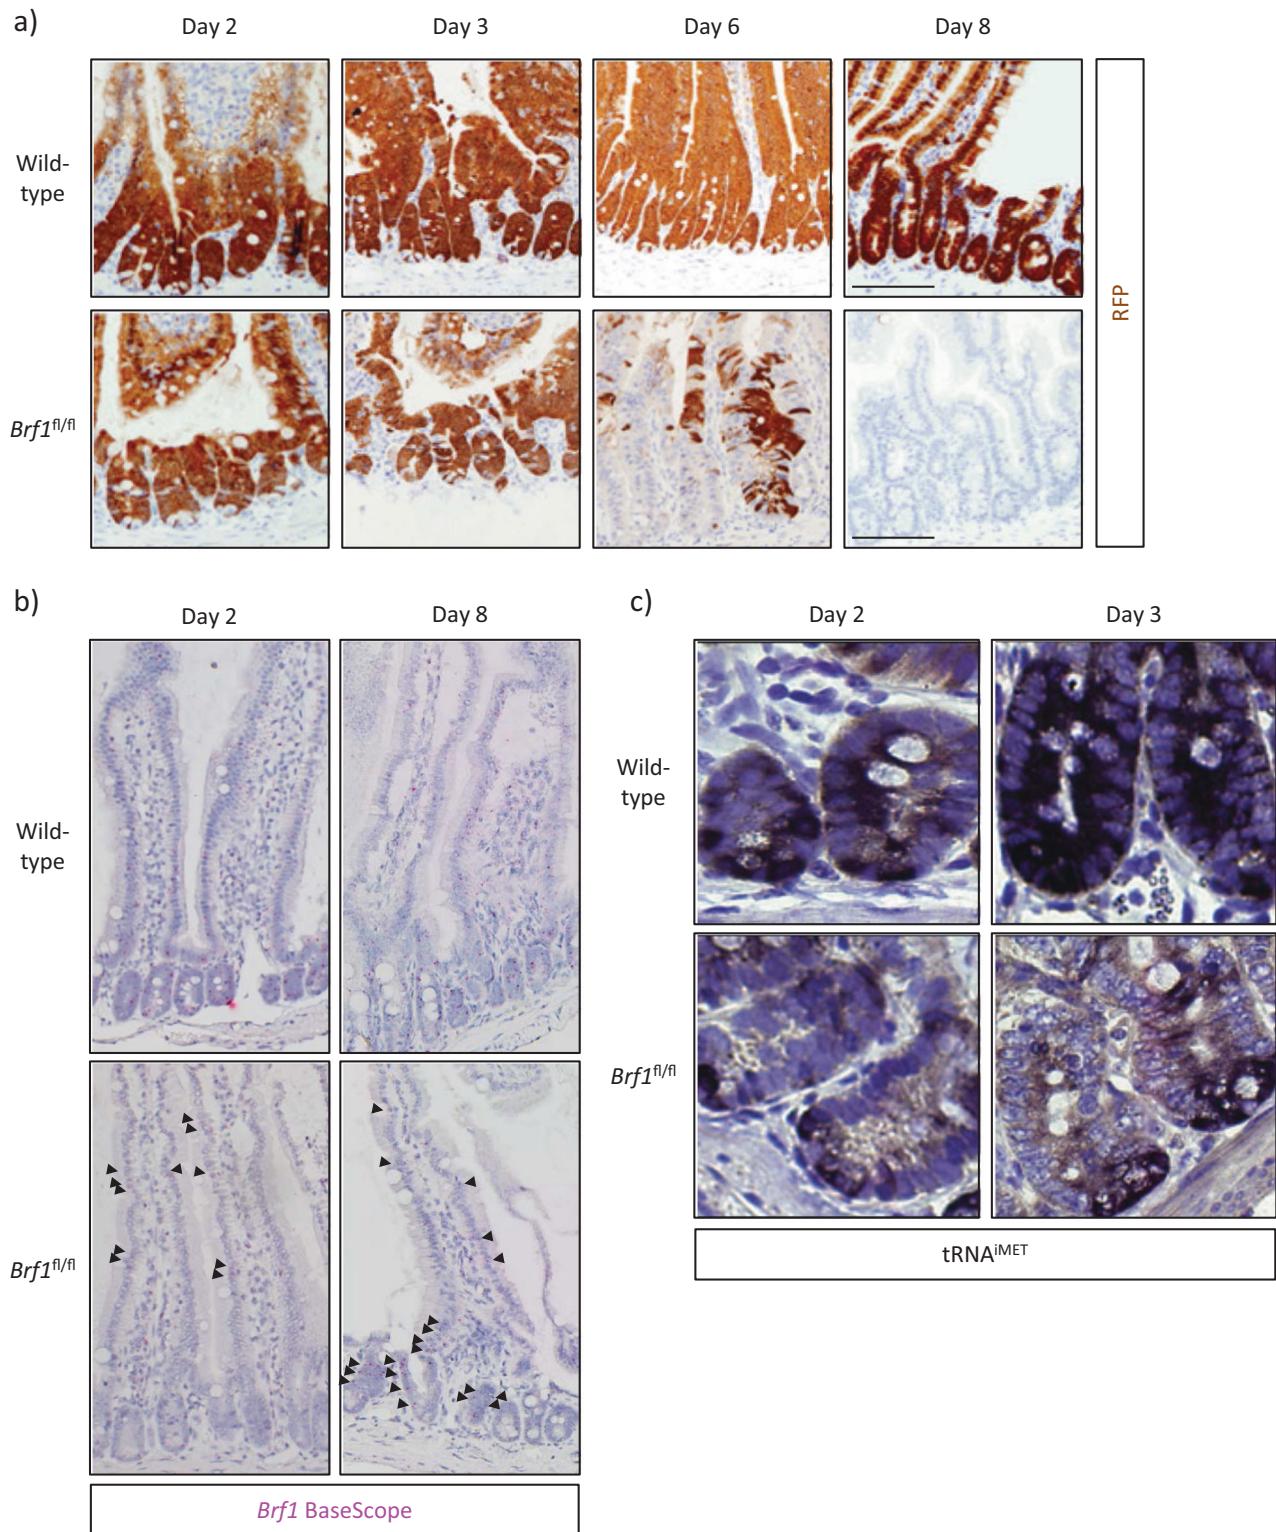 a)
Day 2
Day 3
Day 6
Day 8
Wild-
type
Brf1fl/fl
RFP
b)
Day 2
Day 8
Wild-
type
Brf1fl/fl
Brf1 BaseScope
c)
Day 2
Day 3
Wild-
type
Brf1fl/fl
tRNAiMET